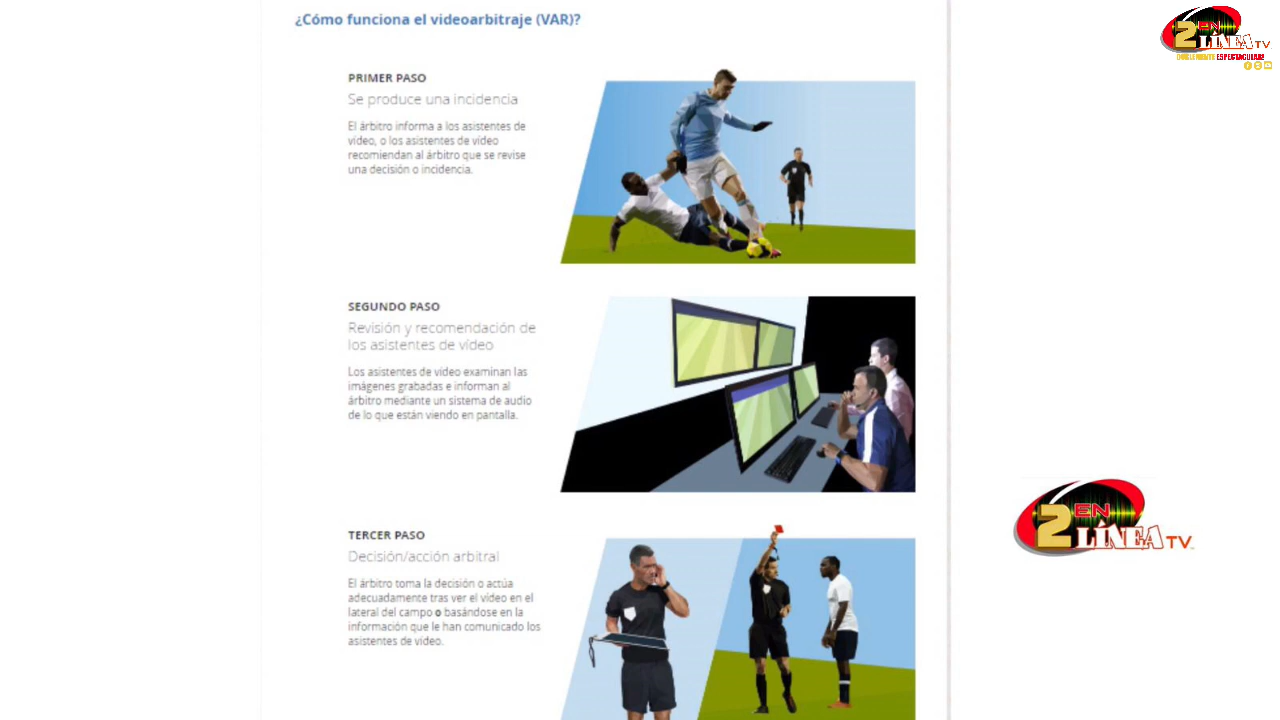 ¿Cómo funciona el videoarbitraje (VAR)?
PRIMER PASO
Se produce una incidencia
El árbitro informa a los asistentes de
vídeo, o los asistentes de vídeo
recomiendan al árbitro que se revise
una decisión o incidencia.
SEGUNDO PASO
Revisión y recomendación de
los asistentes de vídeo
Los asistentes de vídeo examinan las
imágenes grabadas e informan al
árbitro mediante un sistema de audio
de lo que están viendo en pantalla.
TERCER PASO
Decisión/acción arbitral
El árbitro toma la decisión o actúa
adecuadamente tras ver el vídeo en el
lateral del campo o basándose en la
información que le han comunicado los
asistentes de vídeo.
2 EN
LÍNEA TV
DOBLEMENTE ESPECTACULAR!
2 EN
LÍNEA TV